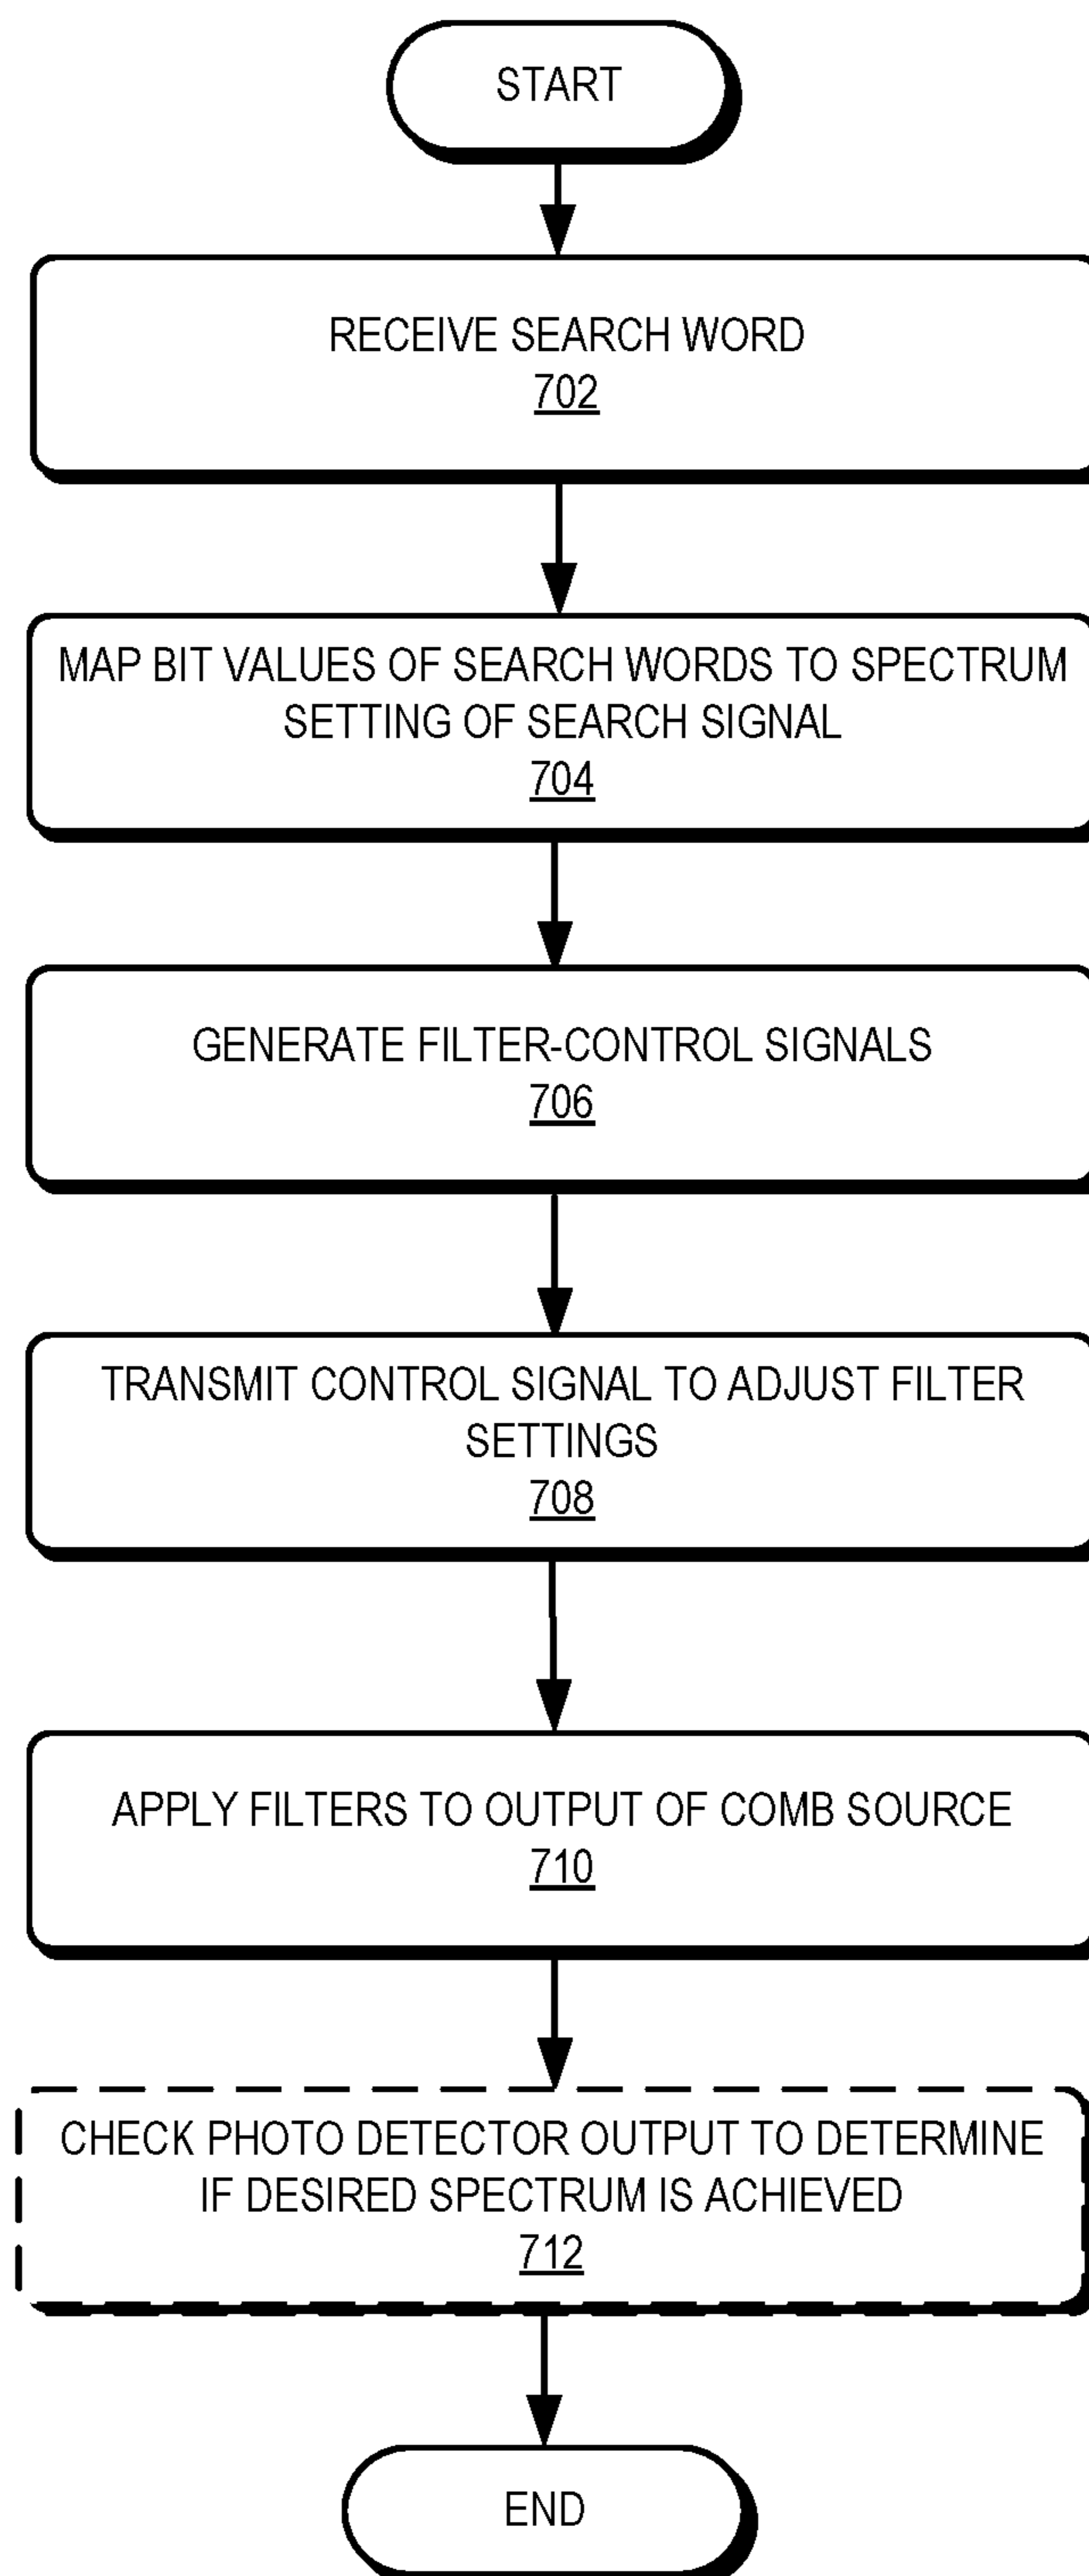 START
RECEIVE SEARCH WORD
702
MAP BIT VALUES OF SEARCH WORDS TO SPECTRUM
SETTING OF SEARCH SIGNAL
704
GENERATE FILTER-CONTROL SIGNALS
706
TRANSMIT CONTROL SIGNAL TO ADJUST FILTER
SETTINGS
708
APPLY FILTERS TO OUTPUT OF COMB SOURCE
710
CHECK PHOTO DETECTOR OUTPUT TO DETERMINE
IF DESIRED SPECTRUM IS ACHIEVED
712
END